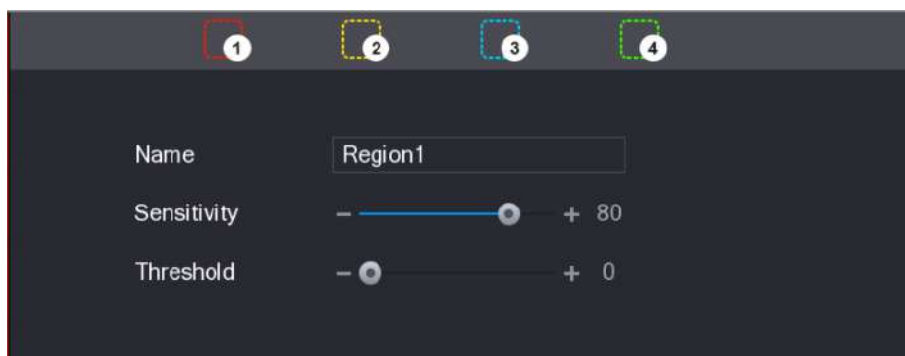 1 2 3 4
Name Region1
Sensitivity - + 80
Threshold - + 0